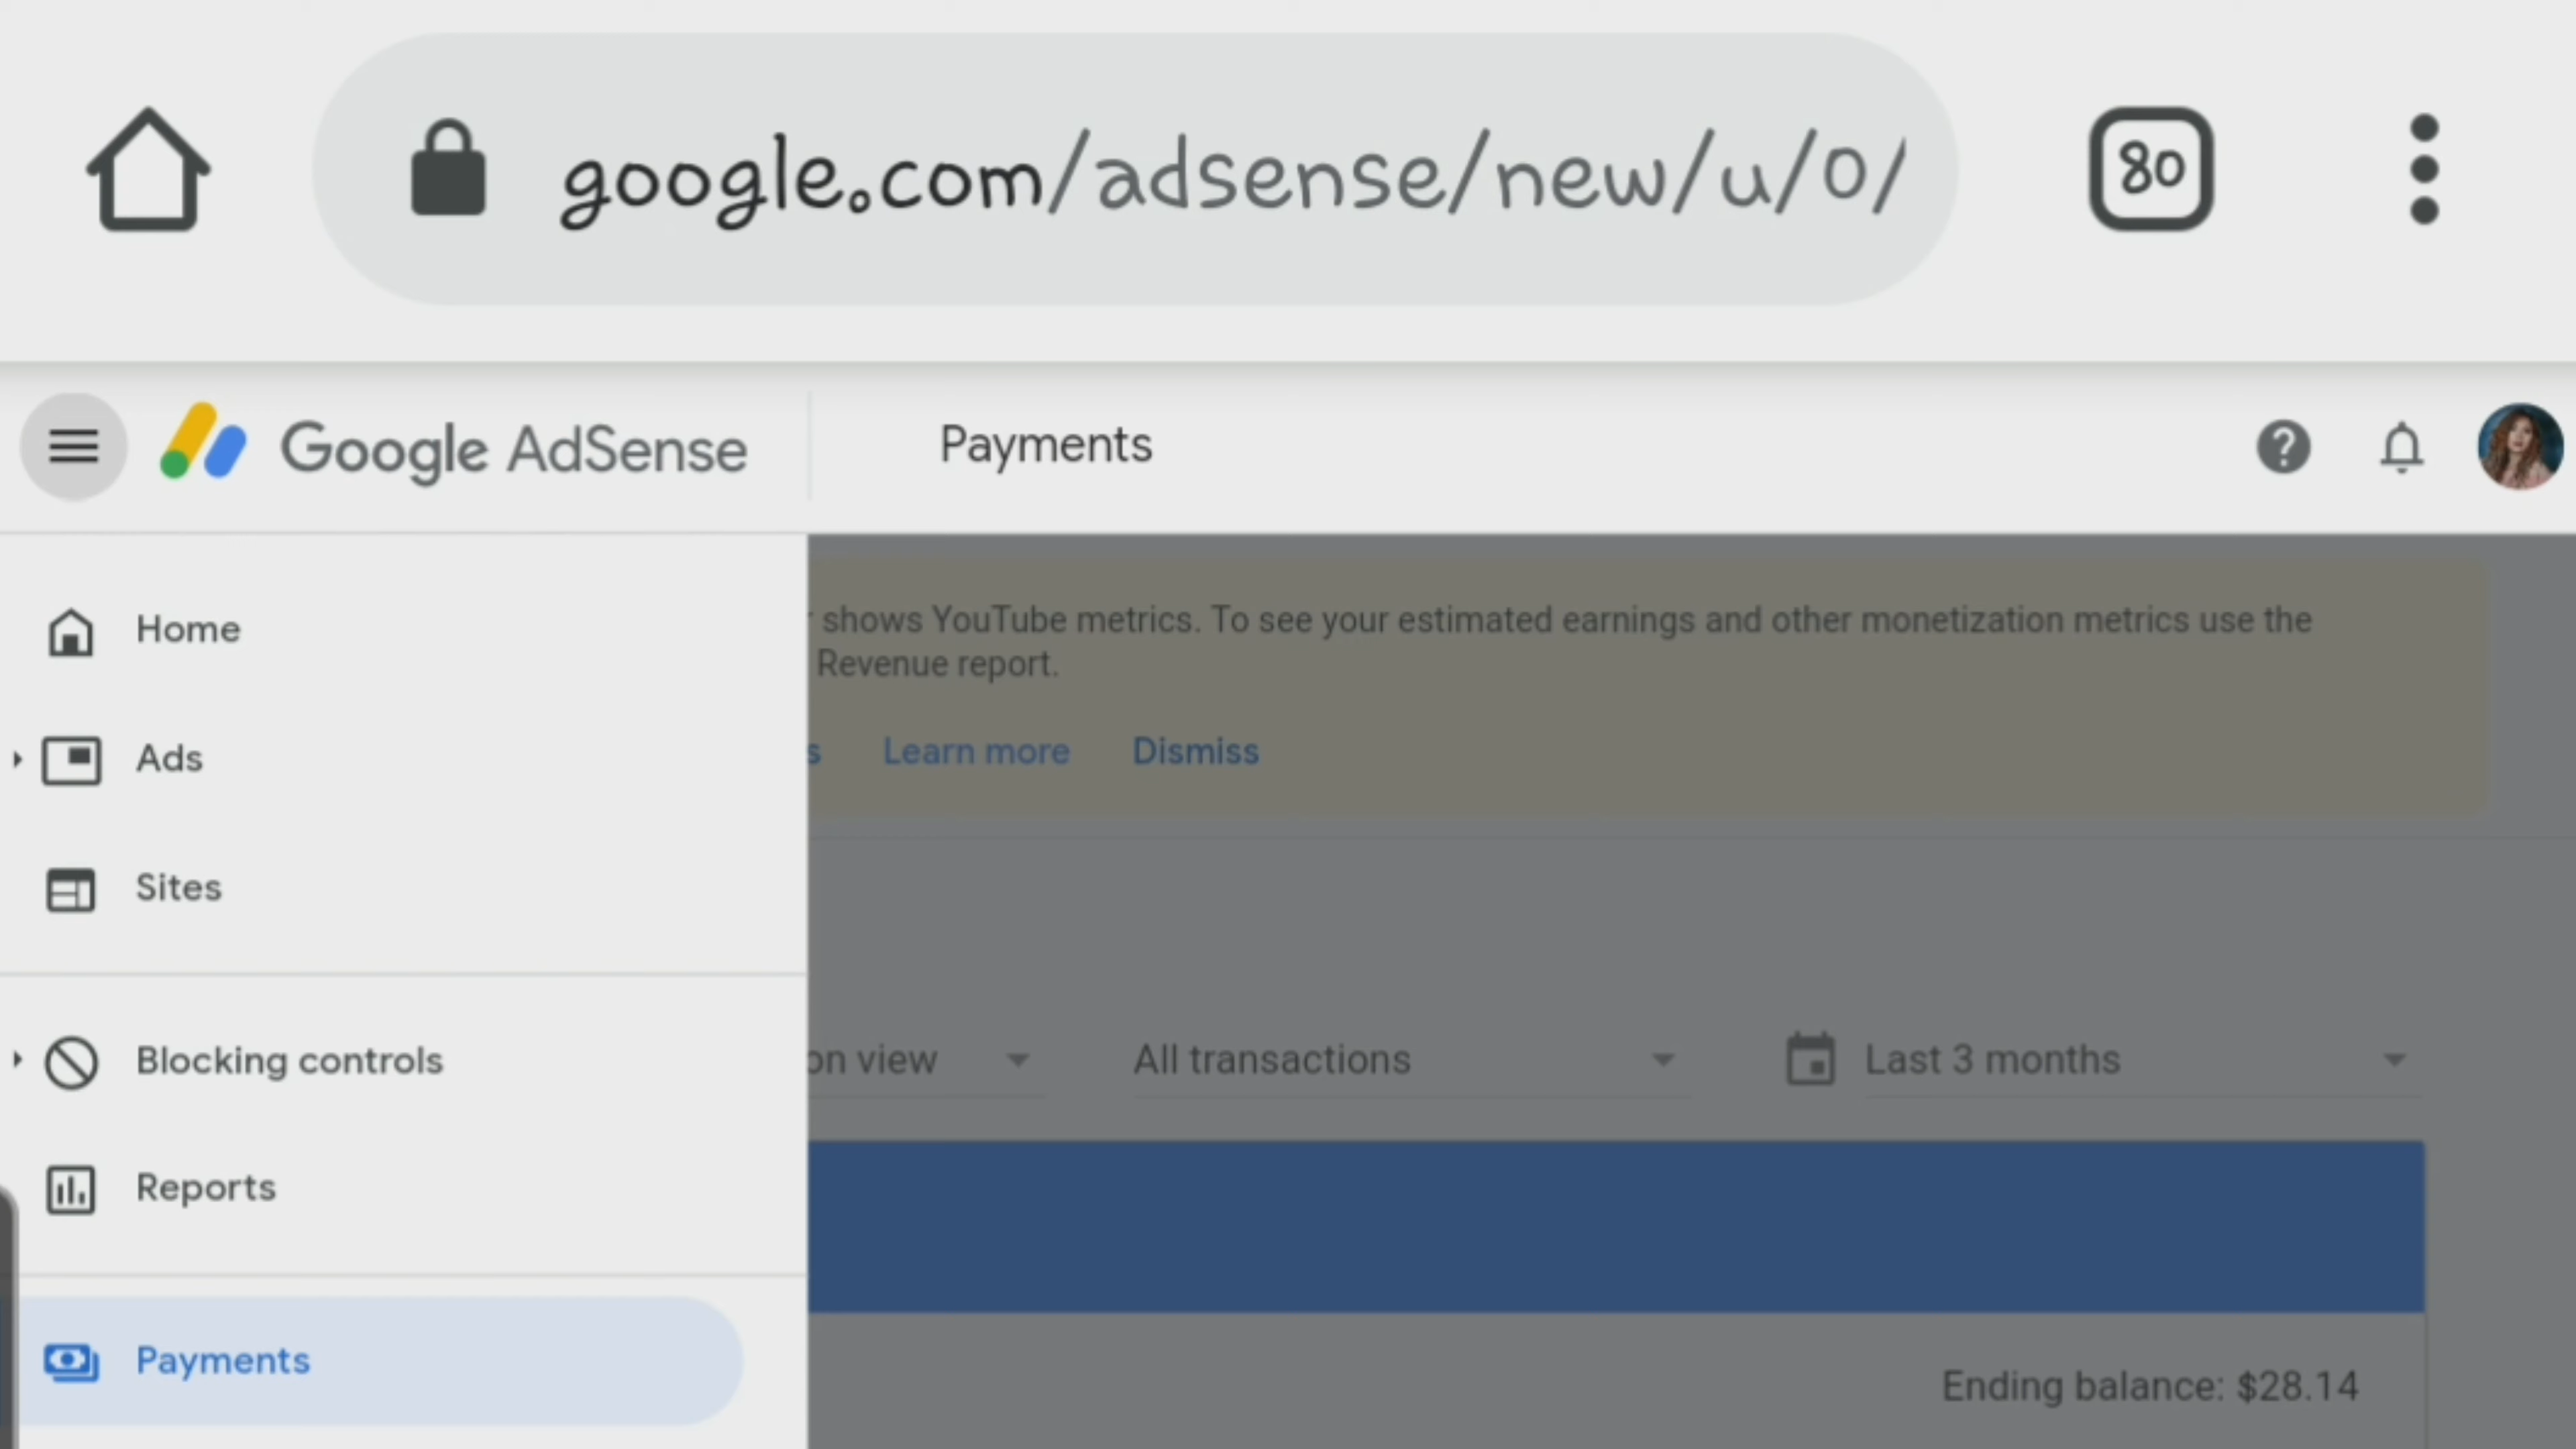 google.com/adsense/new/u/0/
80
Google AdSense
Payments
Home
Ads
Sites
Blocking controls
Reports
Payments
shows YouTube metrics. To see your estimated earnings and other monetization metrics use the
Revenue report.
Learn more
Dismiss
on view
All transactions
Last 3 months
Ending balance: $28.14